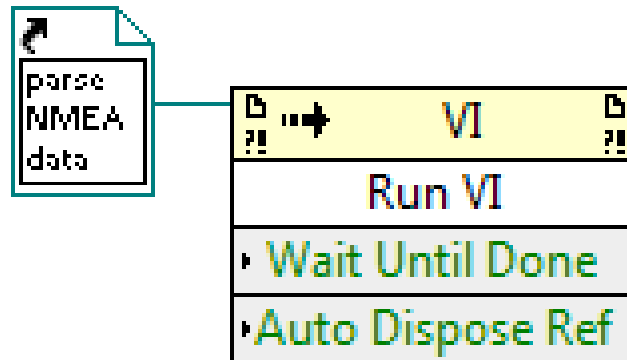 parse
NMEA
data
VI
Run VI
Wait Until Done
Auto Dispose Ref